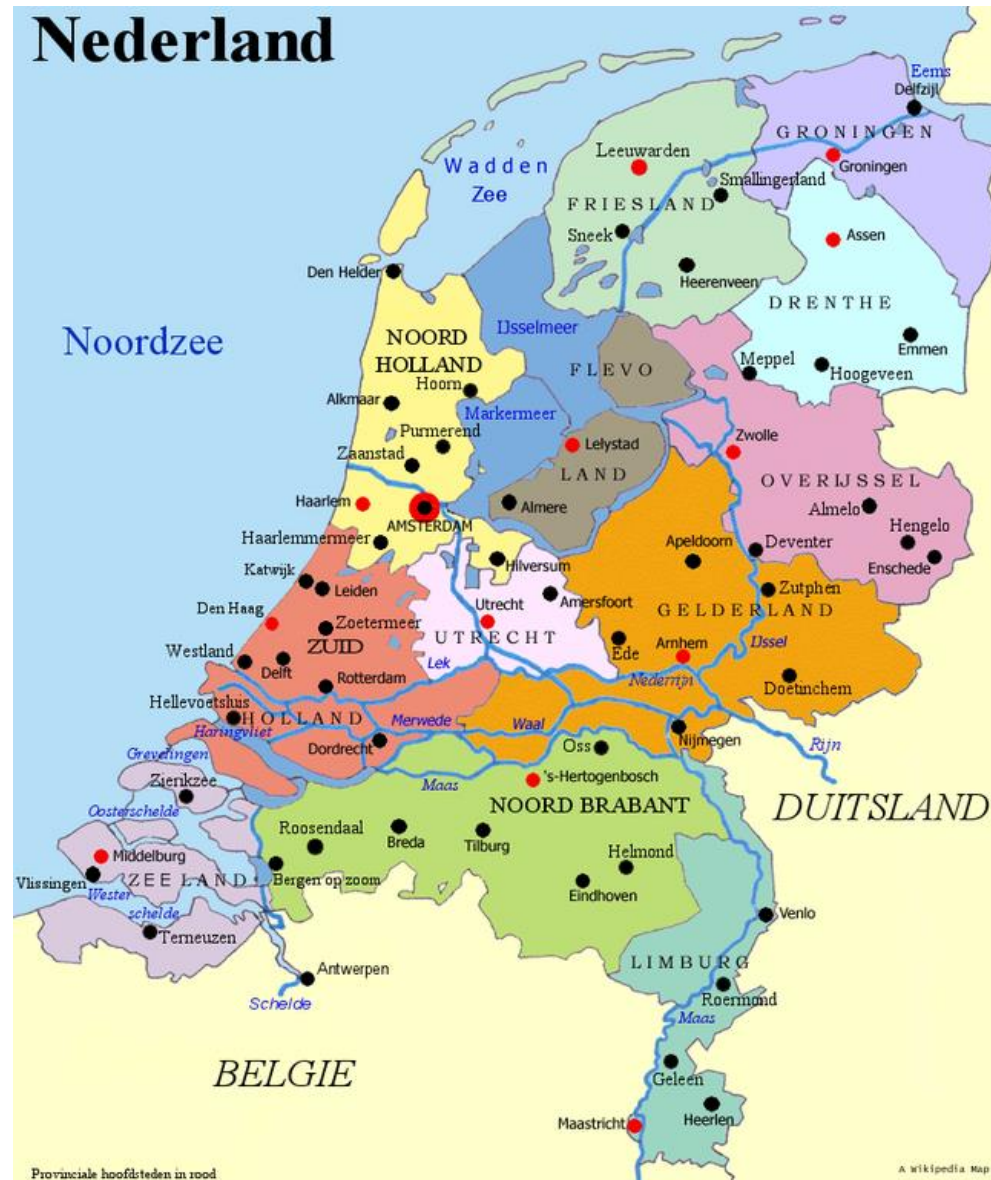 Nederland
Eems
Delfzijl
GRONINGEN
Leeuwarden
Groningen
Wadden
Zee
Smallingerland
FRIESLAND
Sneek
Assen
Den Helder
Heerenveen
DRENTHE
Noordzee
IJsselmeer
NOORD
HOLLAND
Emmen
FLEVO
Meppel
Hoogeveen
Hoorn
Alkmaar
Markermeer
Purmerend
Zwolle
Lelystad
Zaanstad
LAND
OVERIJSSEL
Haarlem
Almere
Almelo
AMSTERDAM
Hengelo
Haarlemmermeer
Apeldoorn
Deventer
Enschede
Hilversum
Katwijk
Leiden
Amersfoort
Zutphen
Utrecht
Den Haag
GELDERLAND
Zoetermeer
UTRECHT
ZUID
Arnhem
IJssel
Westland
Ede
Delft
Lek
Nederrijn
Rotterdam
Doetinchem
Hellevoetsluis
HOLLAND
Merwede
Waal
Haringvliet
Nijmegen
Rijn
Dordrecht
Oss
Grevelingen
Zienkzee
Maas
's-Hertogenbosch
NOORD BRABANT
DUITSLAND
Oosterschelde
Roosendaal
Breda
Tilburg
Helmond
Middelburg
Vlissingen
ZEELAND
Bergen op zoom
Eindhoven
Wester
schelde
Venlo
Terneuzen
LIMBURG
Antwerpen
Roermond
Schelde
Maas
BELGIE
Geleen
Maastricht
Heerlen
Provinciale hoofdsteden in rood
A Wikipedia Map